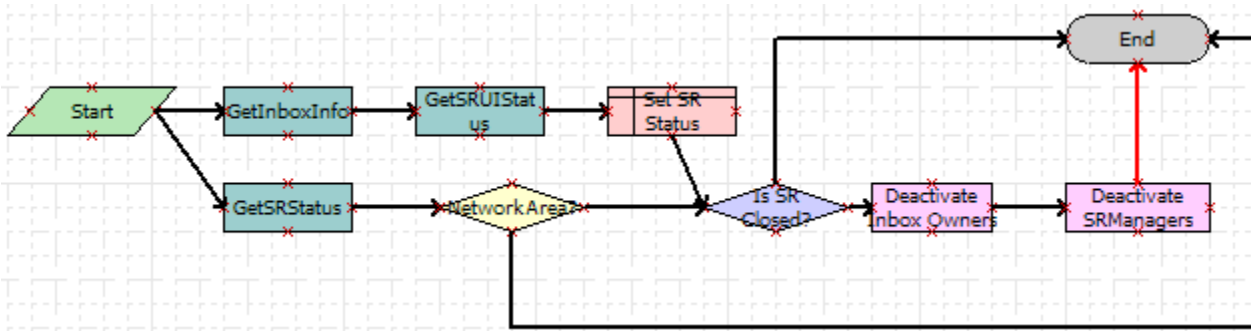 End
Start
GetInboxInfo
GetSRUIStat
us
Set SR
Status
GetSRStatus
NetworkArea?
Is SR
Closed?
Deactivate
Inbox Owners
Deactivate
SRManagers